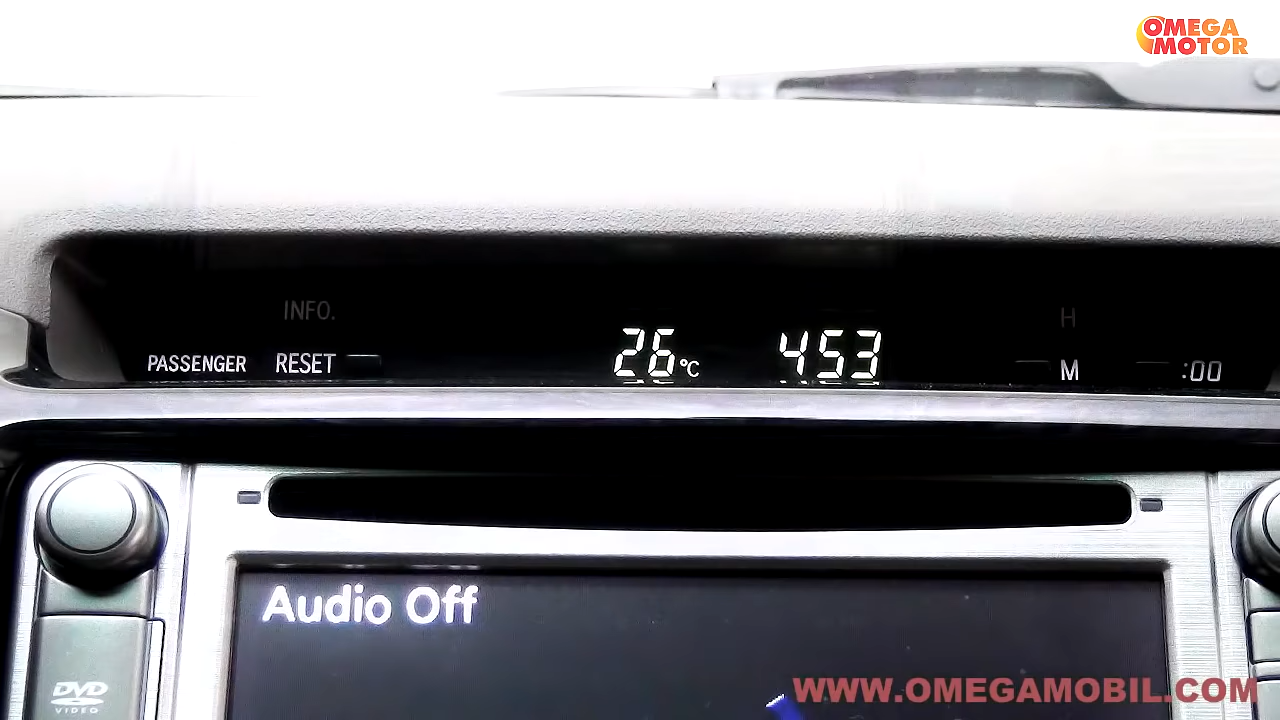 OMEGA
MOTOR
INFO.
H
PASSENGER RESET 26°C 453 M :00
Audio Off
DVD
VIDEO
WWW.OMEGAMOBIL.COM